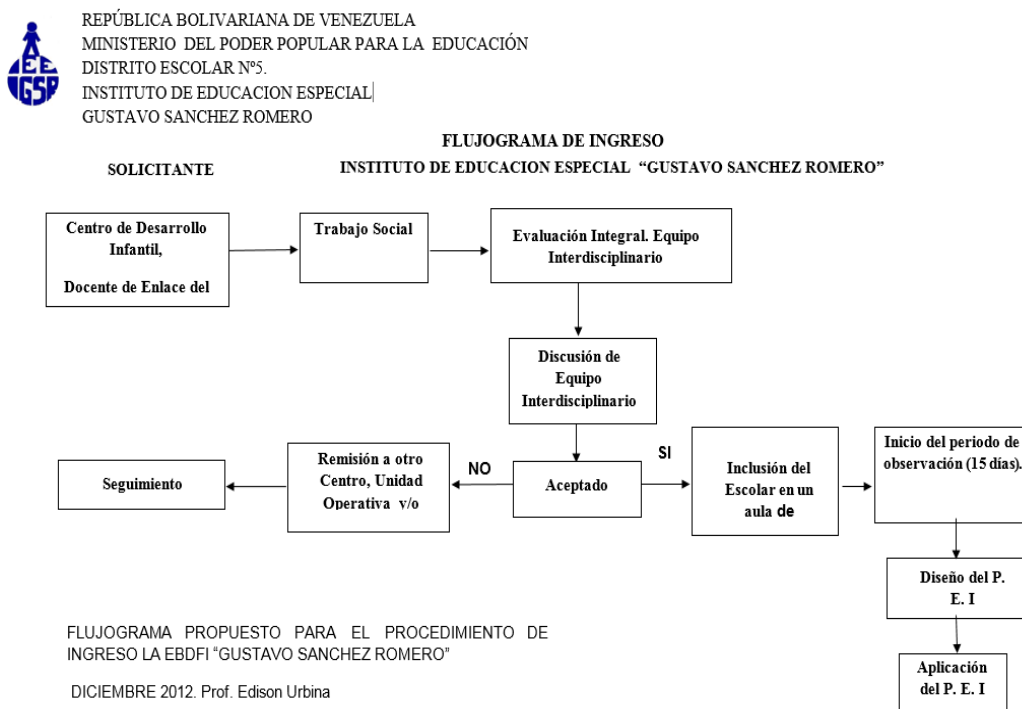 REPÚBLICA BOLIVARIANA DE VENEZUELA
MINISTERIO DEL PODER POPULAR PARA LA EDUCACIÓN
DISTRITO ESCOLAR Nº5.
INSTITUTO DE EDUCACION ESPECIAL
GUSTAVO SANCHEZ ROMERO
IEE
GSR
FLUJOGRAMA DE INGRESO
SOLICITANTE
INSTITUTO DE EDUCACION ESPECIAL “GUSTAVO SANCHEZ ROMERO”
Centro de Desarrollo
Infantil,
Docente de Enlace del
Trabajo Social
Evaluación Integral. Equipo
Interdisciplinario
Discusión de
Equipo
Interdisciplinario
Aceptado
NO
SI
Remisión a otro
Centro, Unidad
Operativa y/o
Seguimiento
Inclusión del
Escolar en un
aula de
Inicio del periodo de
observación (15 días).
Diseño del P.
E. I
Aplicación
del P. E. I
FLUJOGRAMA PROPUESTO PARA EL PROCEDIMIENTO DE
INGRESO LA EBDFI “GUSTAVO SANCHEZ ROMERO”
DICIEMBRE 2012. Prof. Edison Urbina